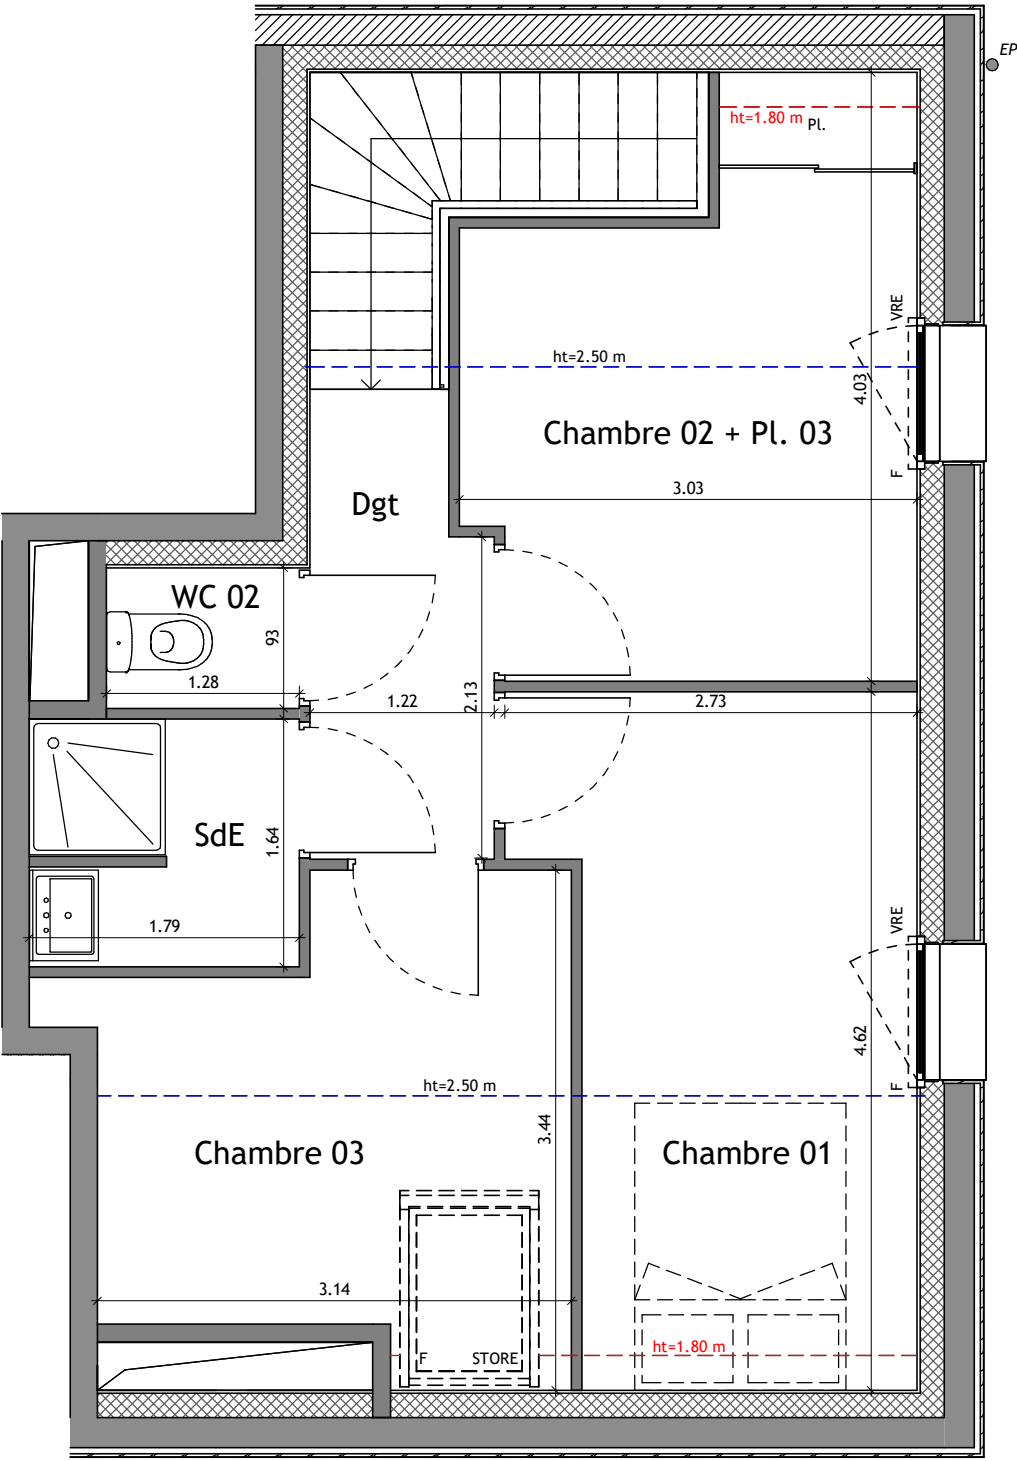 EP
ht=1.80 m
Pl.
VRE
ht=2.50 m
4.03
Chambre 02 + Pl. 03
F
3.03
Dgt
WC 02
93
1.28
1.22
2.13
2.73
SdE
1.64
1.79
VRE
4.62
F
ht=2.50 m
3.44
Chambre 03
Chambre 01
3.14
F
STORE
ht=1.80 m